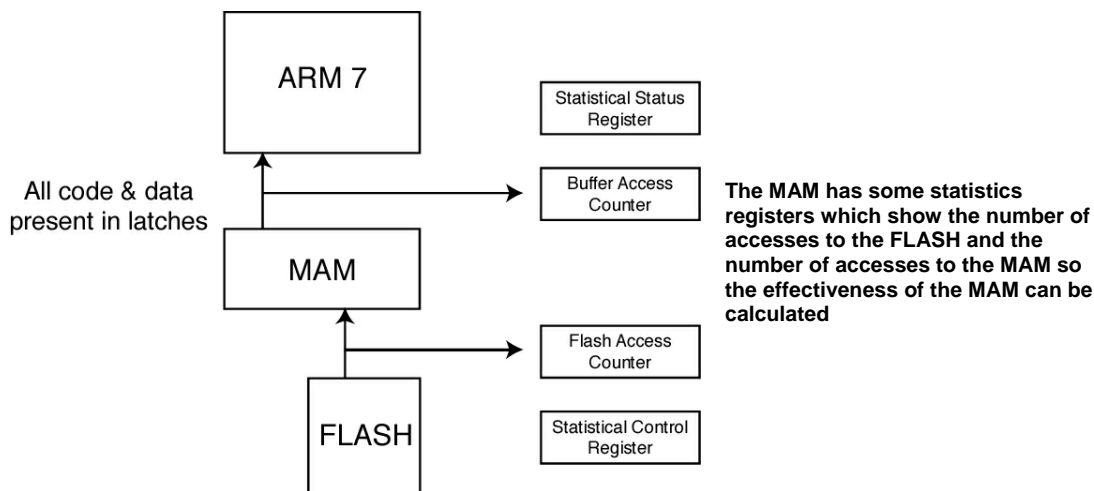 ARM 7
Statistical Status
Register
All code & data
present in latches
Buffer Access
Counter
The MAM has some statistics
registers which show the number of
accesses to the FLASH and the
number of accesses to the MAM so
the effectiveness of the MAM can be
calculated
MAM
Flash Access
Counter
FLASH
Statistical Control
Register